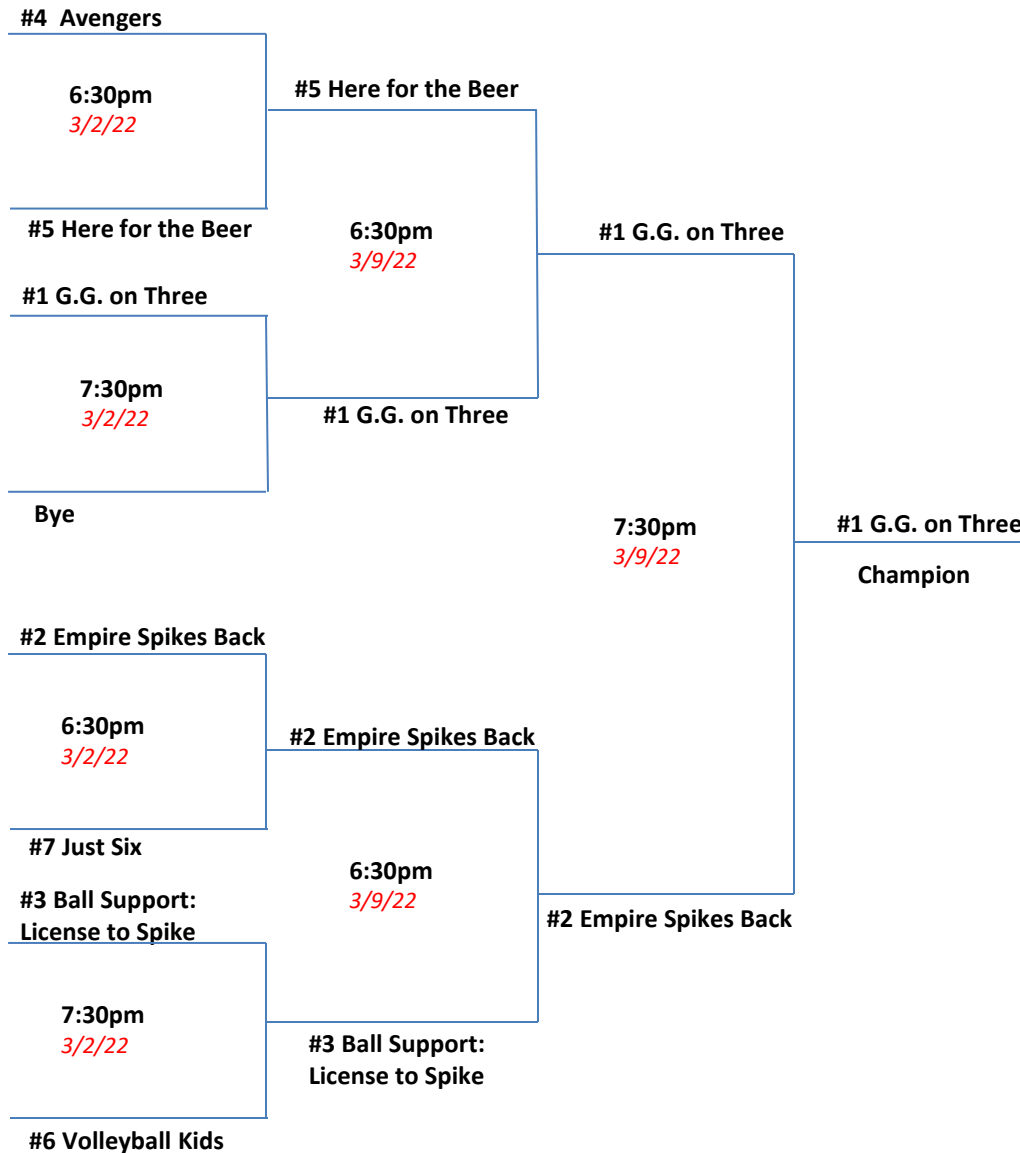 #4  Avengers
6:30pm
3/2/22
#5 Here for the Beer
#5 Here for the Beer
6:30pm
3/9/22
#1 G.G. on Three
#1 G.G. on Three
7:30pm
3/2/22
#1 G.G. on Three
Bye
7:30pm
3/9/22
#1 G.G. on Three
Champion
#2 Empire Spikes Back
6:30pm
3/2/22
#2 Empire Spikes Back
#7 Just Six
6:30pm
3/9/22
#3 Ball Support:
License to Spike
#2 Empire Spikes Back
7:30pm
3/2/22
#3 Ball Support:
License to Spike
#6 Volleyball Kids